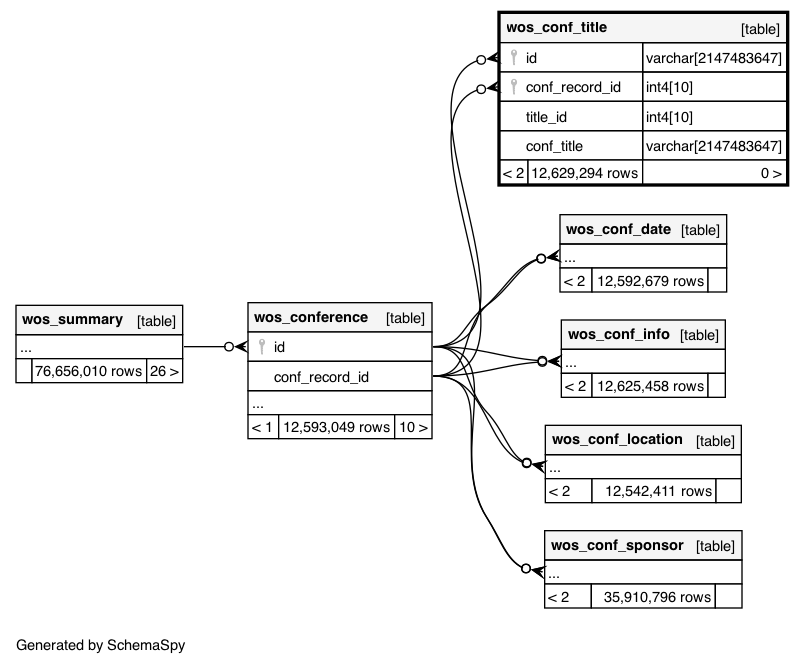 wos_conf_title [table]
id varchar[2147483647]
conf_record_id int4[10]
title_id int4[10]
conf_title varchar[2147483647]
< 2 12,629,294 rows 0 >
wos_conf_date [table]
...
< 2 12,592,679 rows
wos_summary [table]
...
76,656,010 rows 26 >
wos_conference [table]
id
conf_record_id
...
< 1 12,593,049 rows 10 >
wos_conf_info [table]
...
< 2 12,625,458 rows
wos_conf_location [table]
...
< 2 12,542,411 rows
wos_conf_sponsor [table]
...
< 2 35,910,796 rows
Generated by SchemaSpy